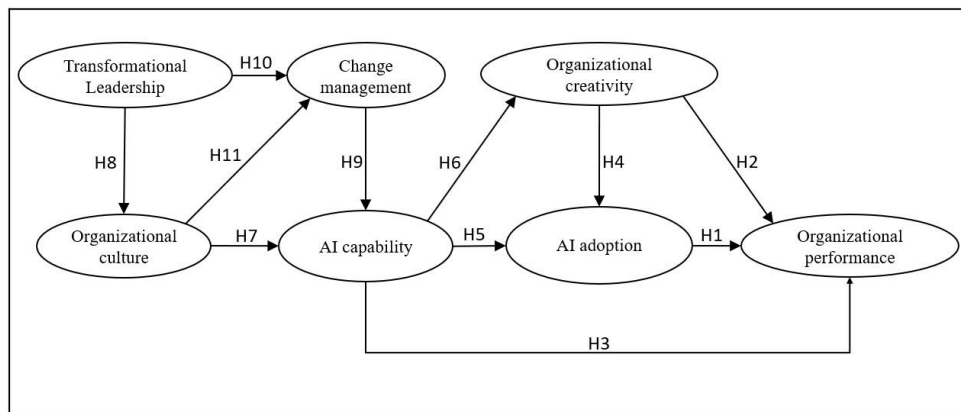 Transformational
Leadership
H10
Change
management
Organizational
creativity
H8
H11
H9
H6
H4
H2
Organizational
culture
H7
AI capability
H5
AI adoption
H1
Organizational
performance
H3